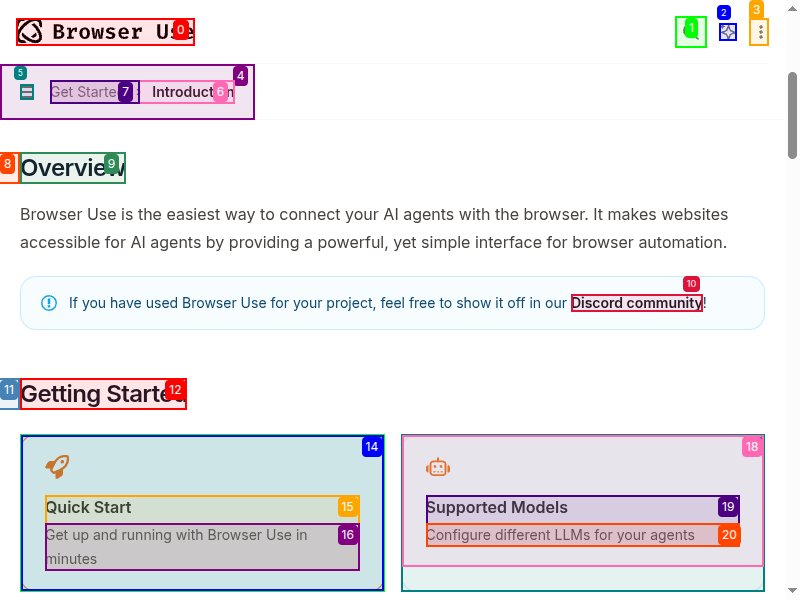 Browser Use
0
1
2
3
4
5
Get Started
7
Introduction
6
8
Overview
9
Browser Use is the easiest way to connect your AI agents with the browser. It makes websites
accessible for AI agents by providing a powerful, yet simple interface for browser automation.
10
If you have used Browser Use for your project, feel free to show it off in our Discord community!
11
Getting Started
12
14
Quick Start
15
Get up and running with Browser Use in
minutes
16
18
Supported Models
19
Configure different LLMs for your agents
20